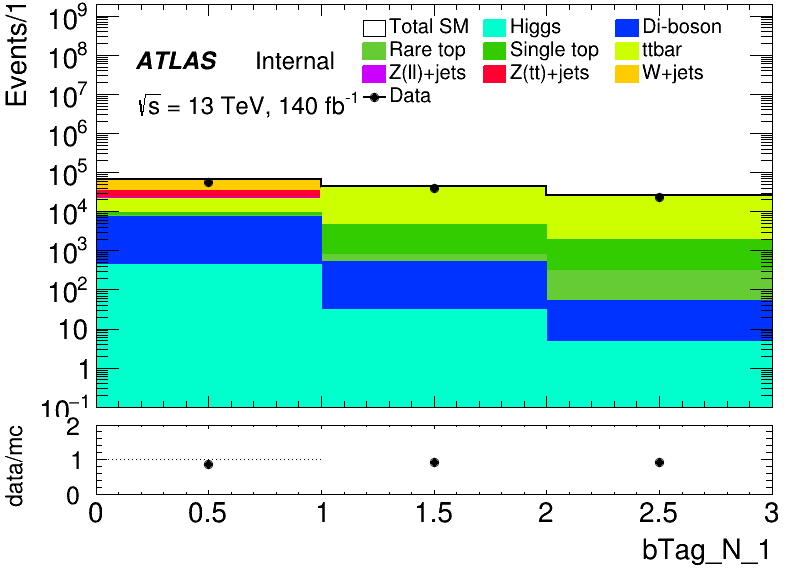 Events/1
10⁹
10⁸
10⁷
10⁶
10⁵
10⁴
10³
10²
10
1
10⁻¹
ATLAS Internal
√s = 13 TeV, 140 fb⁻¹
Total SM Higgs Di-boson
Rare top Single top ttbar
Z(ll)+jets Z(tt)+jets W+jets
Data
data/mc
2
1
0
0 0.5 1 1.5 2 2.5 3
bTag_N_1